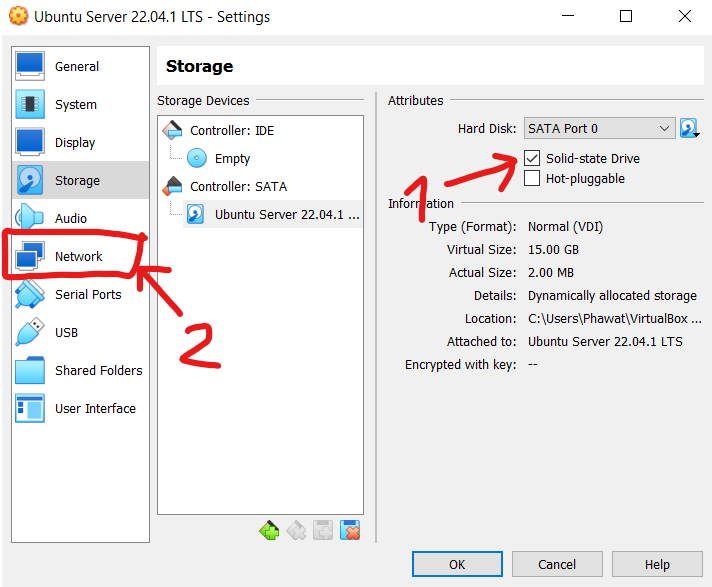 Ubuntu Server 22.04.1 LTS - Settings
General
System
Display
Storage
Audio
Network
Serial Ports
USB
Shared Folders
User Interface
Storage
Storage Devices
Controller: IDE
Empty
Controller: SATA
Ubuntu Server 22.04.1 ...
Attributes
Hard Disk: SATA Port 0
Solid-state Drive
Hot-pluggable
Information
Type (Format): Normal (VDI)
Virtual Size: 15.00 GB
Actual Size: 2.00 MB
Details: Dynamically allocated storage
Location: C:\Users\Phawat\VirtualBox ...
Attached to: Ubuntu Server 22.04.1 LTS
Encrypted with key: --
1
2
OK Cancel Help